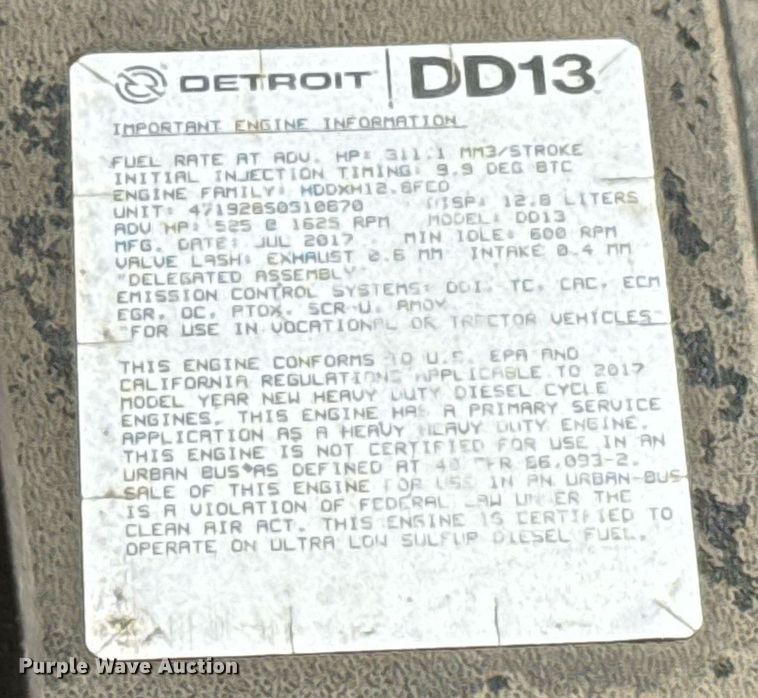 DETROIT | DD13
IMPORTANT ENGINE INFORMATION
FUEL RATE AT ADV. HP: 311.1 MM3/STROKE
INITIAL INJECTION TIMING: 9.9 DEG BTC
ENGINE FAMILY: HDDXH12.8FCD
UNIT: 471928S0310870 DISP: 12.8 LITERS
ADV HP: 525 @ 1625 RPM MODEL: DD13
MFG. DATE: JUL 2017 MIN IDLE: 600 RPM
VALVE LASH: EXHAUST 0.6 MM INTAKE 0.4 MM
"DELEGATED ASSEMBLY"
EMISSION CONTROL SYSTEMS: DDI, TC, CAC, ECM
EGR, OC, PTOX, SCR-U, AMOX
"FOR USE IN VOCATIONAL OR TRACTOR VEHICLES"
THIS ENGINE CONFORMS TO U.S. EPA AND
CALIFORNIA REGULATIONS APPLICABLE TO 2017
MODEL YEAR NEW HEAVY DUTY DIESEL CYCLE
ENGINES. THIS ENGINE HAS A PRIMARY SERVICE
APPLICATION AS A HEAVY HEAVY DUTY ENGINE.
THIS ENGINE IS NOT CERTIFIED FOR USE IN AN
URBAN BUS AS DEFINED AT 40 CFR 86.093-2.
SALE OF THIS ENGINE FOR USE IN AN URBAN-BUS
IS A VIOLATION OF FEDERAL LAW UNDER THE
CLEAN AIR ACT. THIS ENGINE IS CERTIFIED TO
OPERATE ON ULTRA LOW SULFUR DIESEL FUEL.
Purple Wave Auction